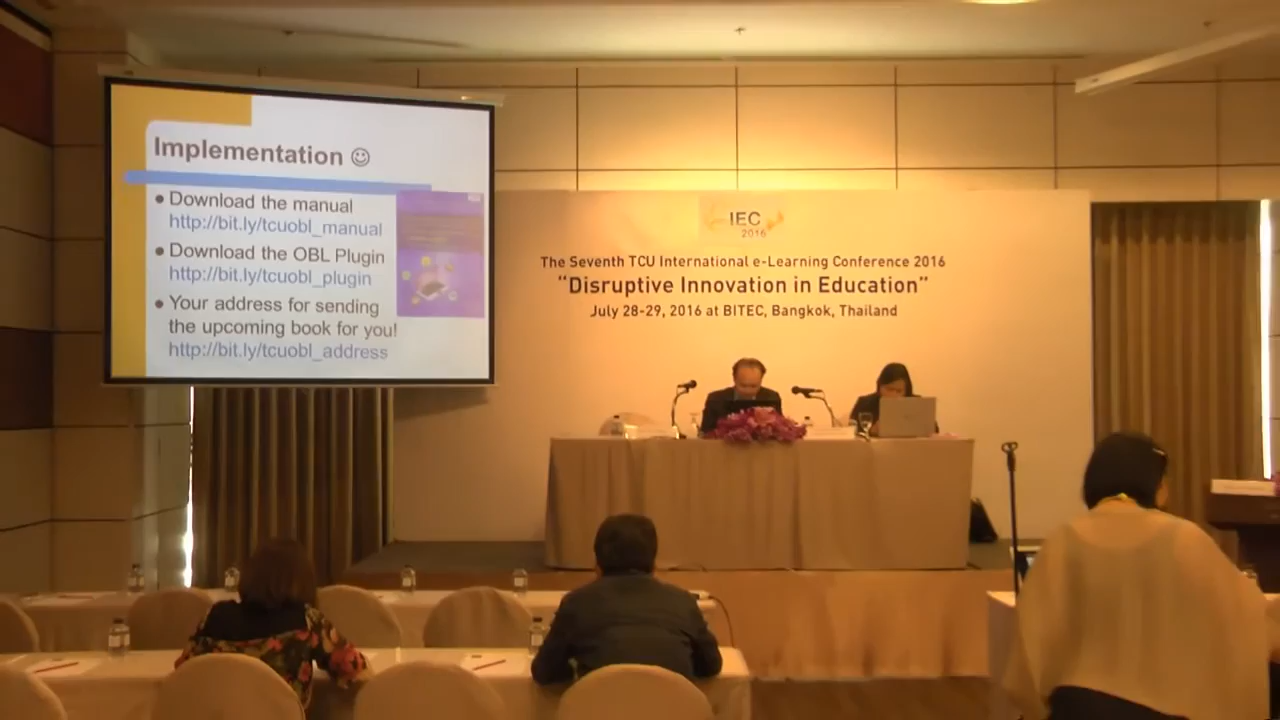 Implementation ☺
● Download the manual
http://bit.ly/tcuobl_manual
● Download the OBL Plugin
http://bit.ly/tcuobl_plugin
● Your address for sending
the upcoming book for you!
http://bit.ly/tcuobl_address
IEC
2016
The Seventh TCU International e-Learning Conference 2016
“Disruptive Innovation in Education”
July 28-29, 2016 at BITEC, Bangkok, Thailand